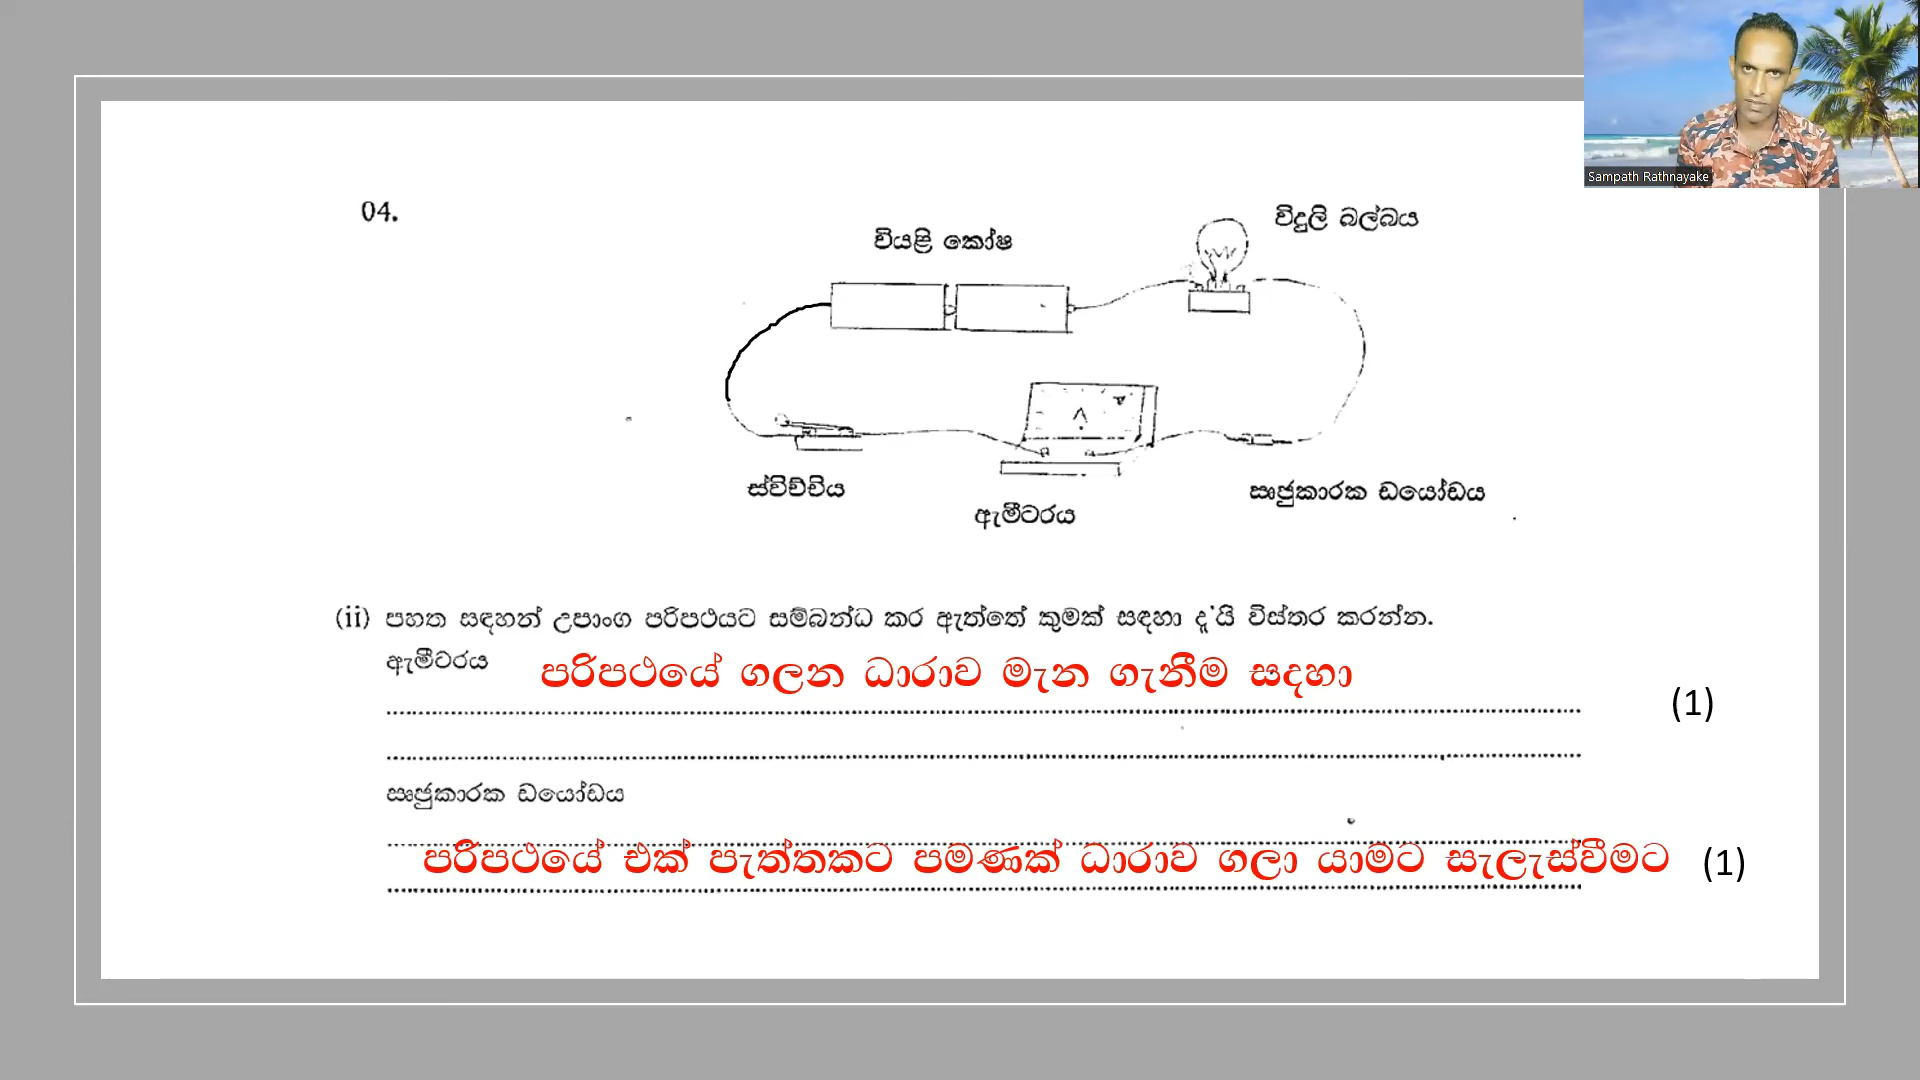 Sampath Rathnayake
04.
වියළි කෝෂ
විදුලි බල්බය
ස්විච්චිය
ඇමීටරය
සෘජුකාරක ඩයෝඩය
(ii) පහත සඳහන් උපාංග පරිපථයට සම්බන්ධ කර ඇත්තේ කුමක් සඳහා දැ'යි විස්තර කරන්න.
ඇමීටරය
පරිපථයේ ගලන ධාරාව මැන ගැනීම සදහා
(1)
සෘජුකාරක ඩයෝඩය
පරිපථයේ එක් පැත්තකට පමණක් ධාරාව ගලා යාමට සැලැස්වීමට (1)